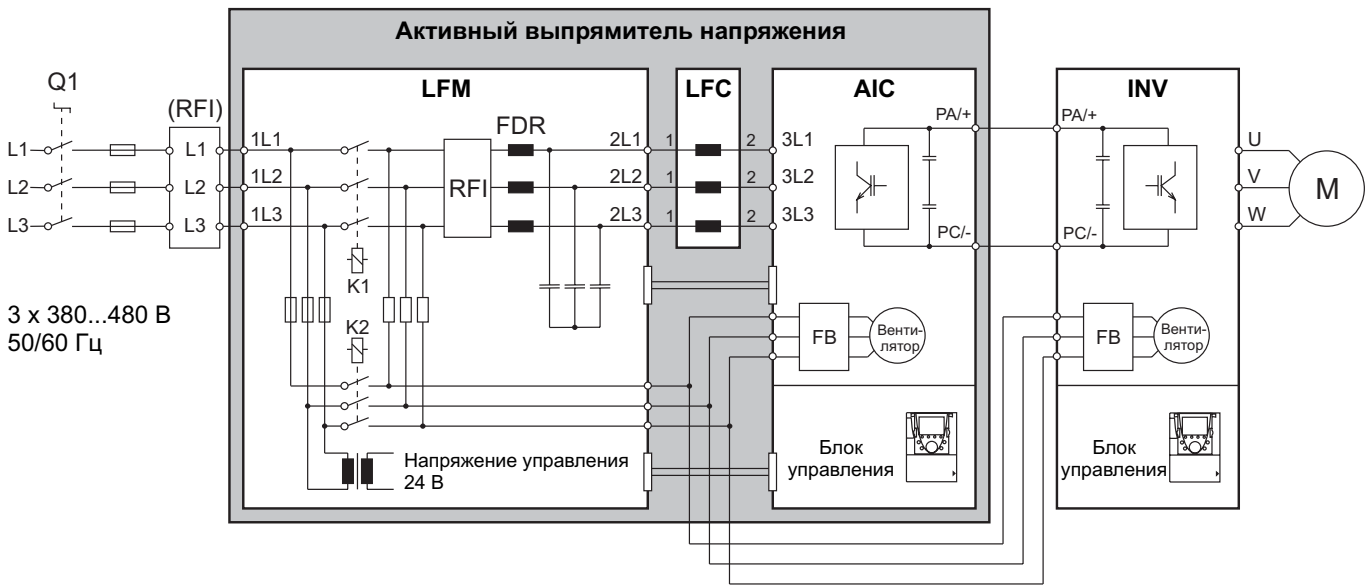 Активный выпрямитель напряжения
Q1
(RFI)
LFM
LFC
AIC
INV
L1
L2
L3
L1
L2
L3
1L1
1L2
1L3
K1
K2
RFI
FDR
2L1
2L2
2L3
1
1
1
2
2
2
3L1
3L2
3L3
PA/+
PC/-
PA/+
PC/-
U
V
W
M
3 x 380...480 В
50/60 Гц
FB
Венти-
лятор
FB
Венти-
лятор
Напряжение управления
24 В
Блок
управления
Блок
управления